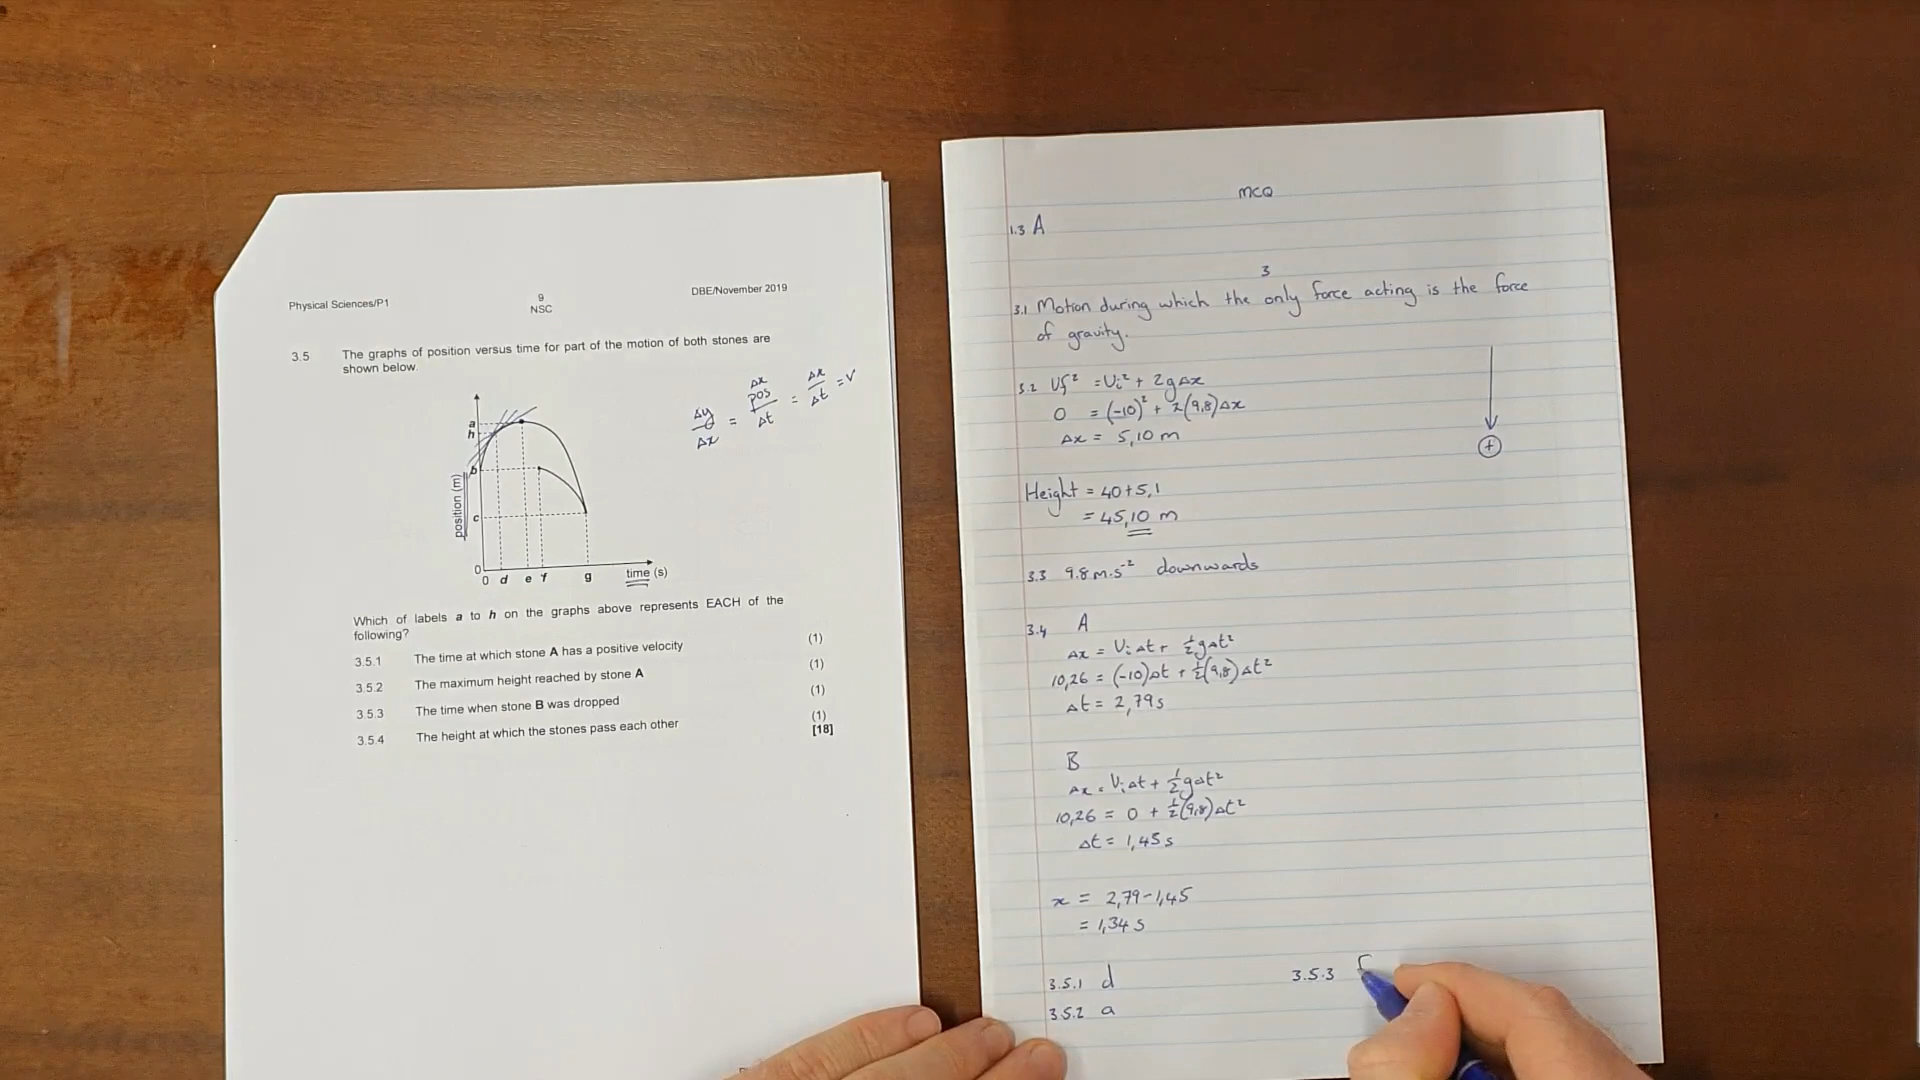 Physical Sciences/P1
9
NSC
DBE/November 2019
3.5 The graphs of position versus time for part of the motion of both stones are
shown below.
Δy/Δx = Δx pos/Δt = Δx/Δt = v
a
h
b
c
0
position (m)
0 d e f g time (s)
Which of labels a to h on the graphs above represents EACH of the
following?
3.5.1 The time at which stone A has a positive velocity (1)
3.5.2 The maximum height reached by stone A (1)
3.5.3 The time when stone B was dropped (1)
3.5.4 The height at which the stones pass each other (1)
[18]
MCQ
1.3 A
3
3.1 Motion during which the only force acting is the force
of gravity.
3.2 Vf² = Vi² + 2gΔx
0 = (-10)² + 2(9,8)Δx
Δx = 5,10 m
+
Height = 40+5,1
= 45,10 m
3.3 9.8 m.s⁻² downwards
3.4 A
Δx = ViΔt + ½gΔt²
10,26 = (-10)Δt + ½(9,8)Δt²
Δt = 2,79s
B
Δx = ViΔt + ½gΔt²
10,26 = 0 + ½(9,8)Δt²
Δt = 1,45 s
x = 2,79-1,45
= 1,34 s
3.5.1 d
3.5.2 a
3.5.3